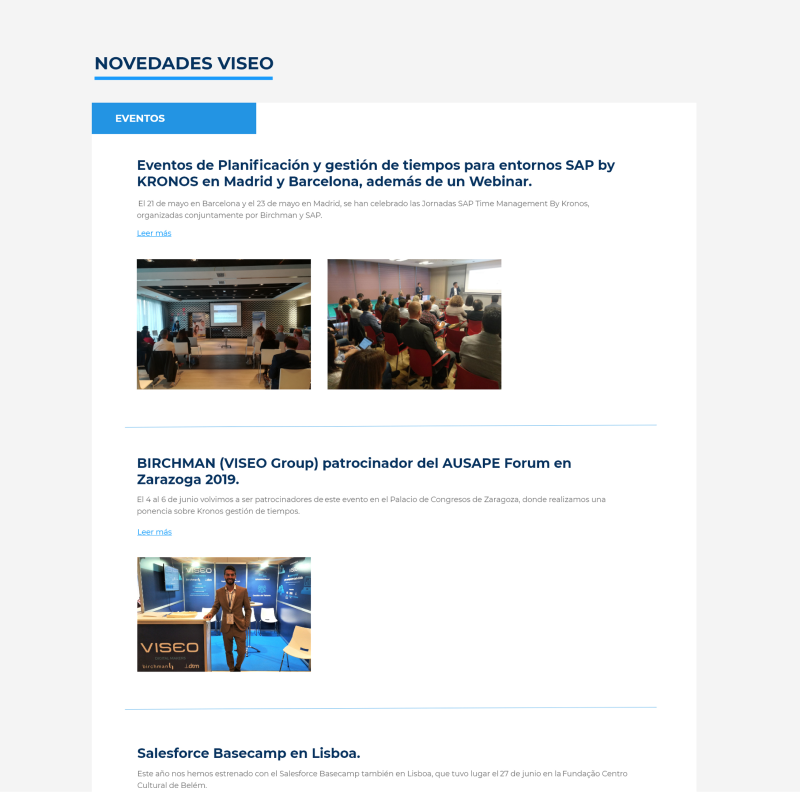 NOVEDADES VISEO
EVENTOS
Eventos de Planificación y gestión de tiempos para entornos SAP by
KRONOS en Madrid y Barcelona, además de un Webinar.
El 21 de mayo en Barcelona y el 23 de mayo en Madrid, se han celebrado las Jornadas SAP Time Management By Kronos,
organizadas conjuntamente por Birchman y SAP.
Leer más
BIRCHMAN (VISEO Group) patrocinador del AUSAPE Forum en
Zarazoga 2019.
El 4 al 6 de junio volvimos a ser patrocinadores de este evento en el Palacio de Congresos de Zaragoza, donde realizamos una
ponencia sobre Kronos gestión de tiempos.
Leer más
VISEO
VISEO
birchman
dtm
Salesforce Basecamp en Lisboa.
Este año nos hemos estrenado con el Salesforce Basecamp también en Lisboa, que tuvo lugar el 27 de junio en la Fundação Centro
Cultural de Belém.